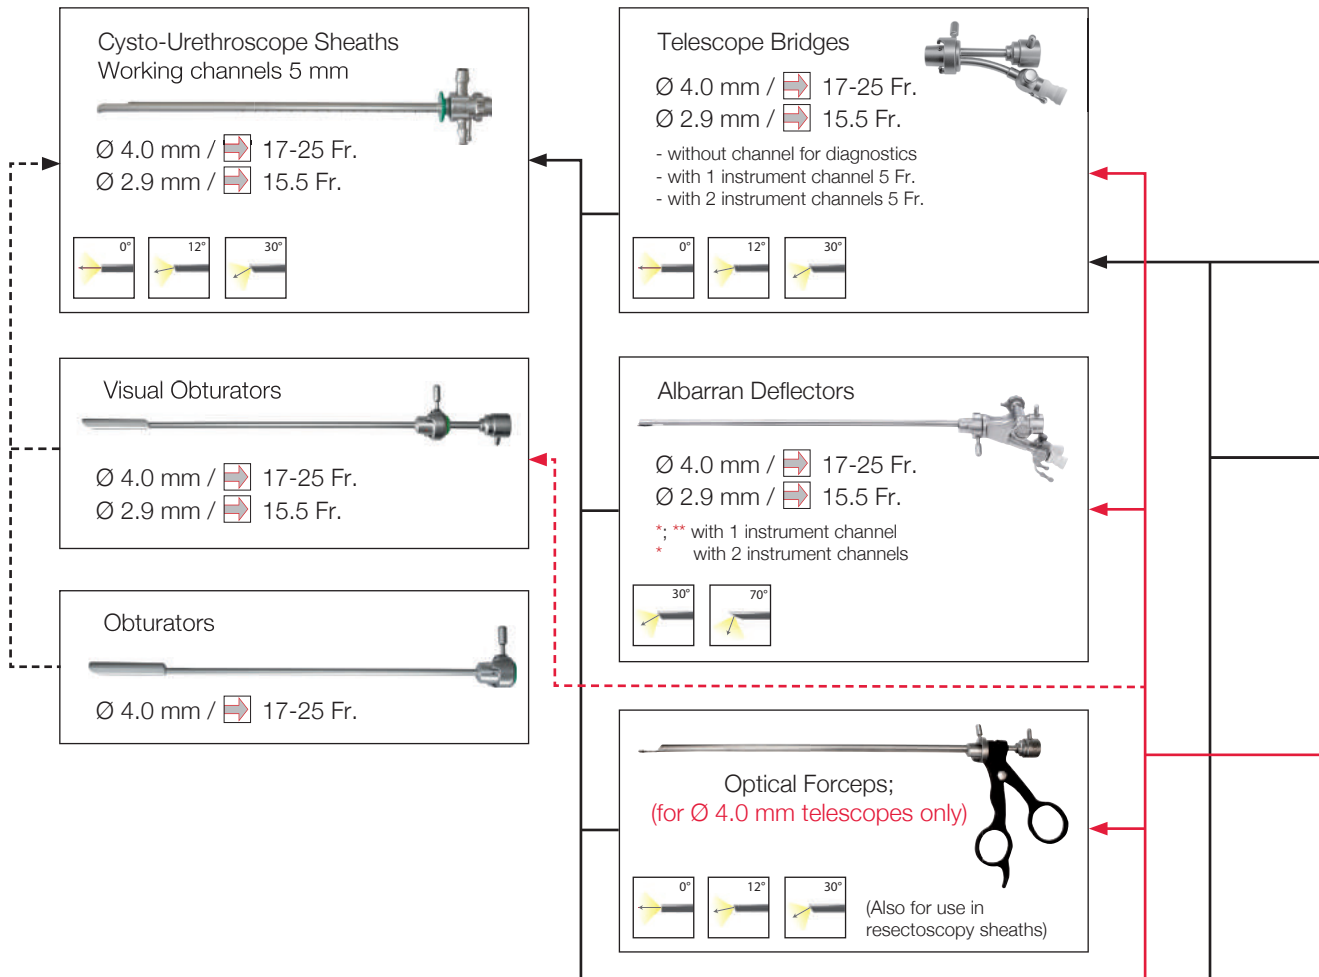 Cysto-Urethroscope Sheaths
Working channels 5 mm
Ø 4.0 mm / 17-25 Fr.
Ø 2.9 mm / 15.5 Fr.
0°
12°
30°
Visual Obturators
Ø 4.0 mm / 17-25 Fr.
Ø 2.9 mm / 15.5 Fr.
Obturators
Ø 4.0 mm / 17-25 Fr.
Telescope Bridges
Ø 4.0 mm / 17-25 Fr.
Ø 2.9 mm / 15.5 Fr.
- without channel for diagnostics
- with 1 instrument channel 5 Fr.
- with 2 instrument channels 5 Fr.
0°
12°
30°
Albarran Deflectors
Ø 4.0 mm / 17-25 Fr.
Ø 2.9 mm / 15.5 Fr.
*; ** with 1 instrument channel
* with 2 instrument channels
30°
70°
Optical Forceps;
(for Ø 4.0 mm telescopes only)
0°
12°
30°
(Also for use in
resectoscopy sheaths)